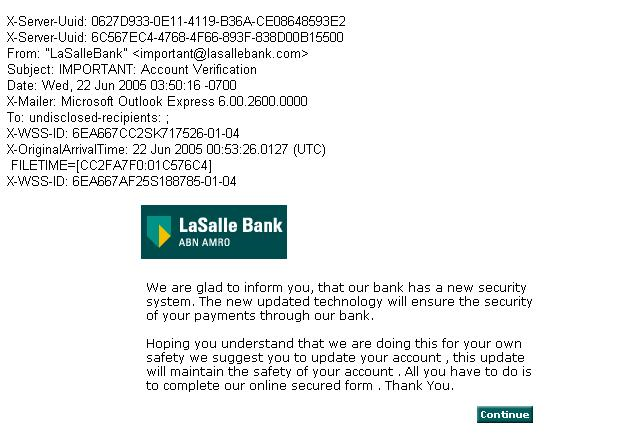 X-Server-Uuid: 0627D933-0E11-4119-B36A-CE08648593E2
X-Server-Uuid: 6C567EC4-4768-4F66-893F-838D00B15500
From: "LaSalleBank" <important@lasallebank.com>
Subject: IMPORTANT: Account Verification
Date: Wed, 22 Jun 2005 03:50:16 -0700
X-Mailer: Microsoft Outlook Express 6.00.2600.0000
To: undisclosed-recipients: ;
X-WSS-ID: 6EA667CC2SK717526-01-04
X-OriginalArrivalTime: 22 Jun 2005 00:53:26.0127 (UTC)
FILETIME=[CC2FA7F0:01C576C4]
X-WSS-ID: 6EA667AF25S188785-01-04
LaSalle Bank
ABN AMRO
We are glad to inform you, that our bank has a new security
system. The new updated technology will ensure the security
of your payments through our bank.
Hoping you understand that we are doing this for your own
safety we suggest you to update your account , this update
will maintain the safety of your account . All you have to do is
to complete our online secured form . Thank You.
Continue